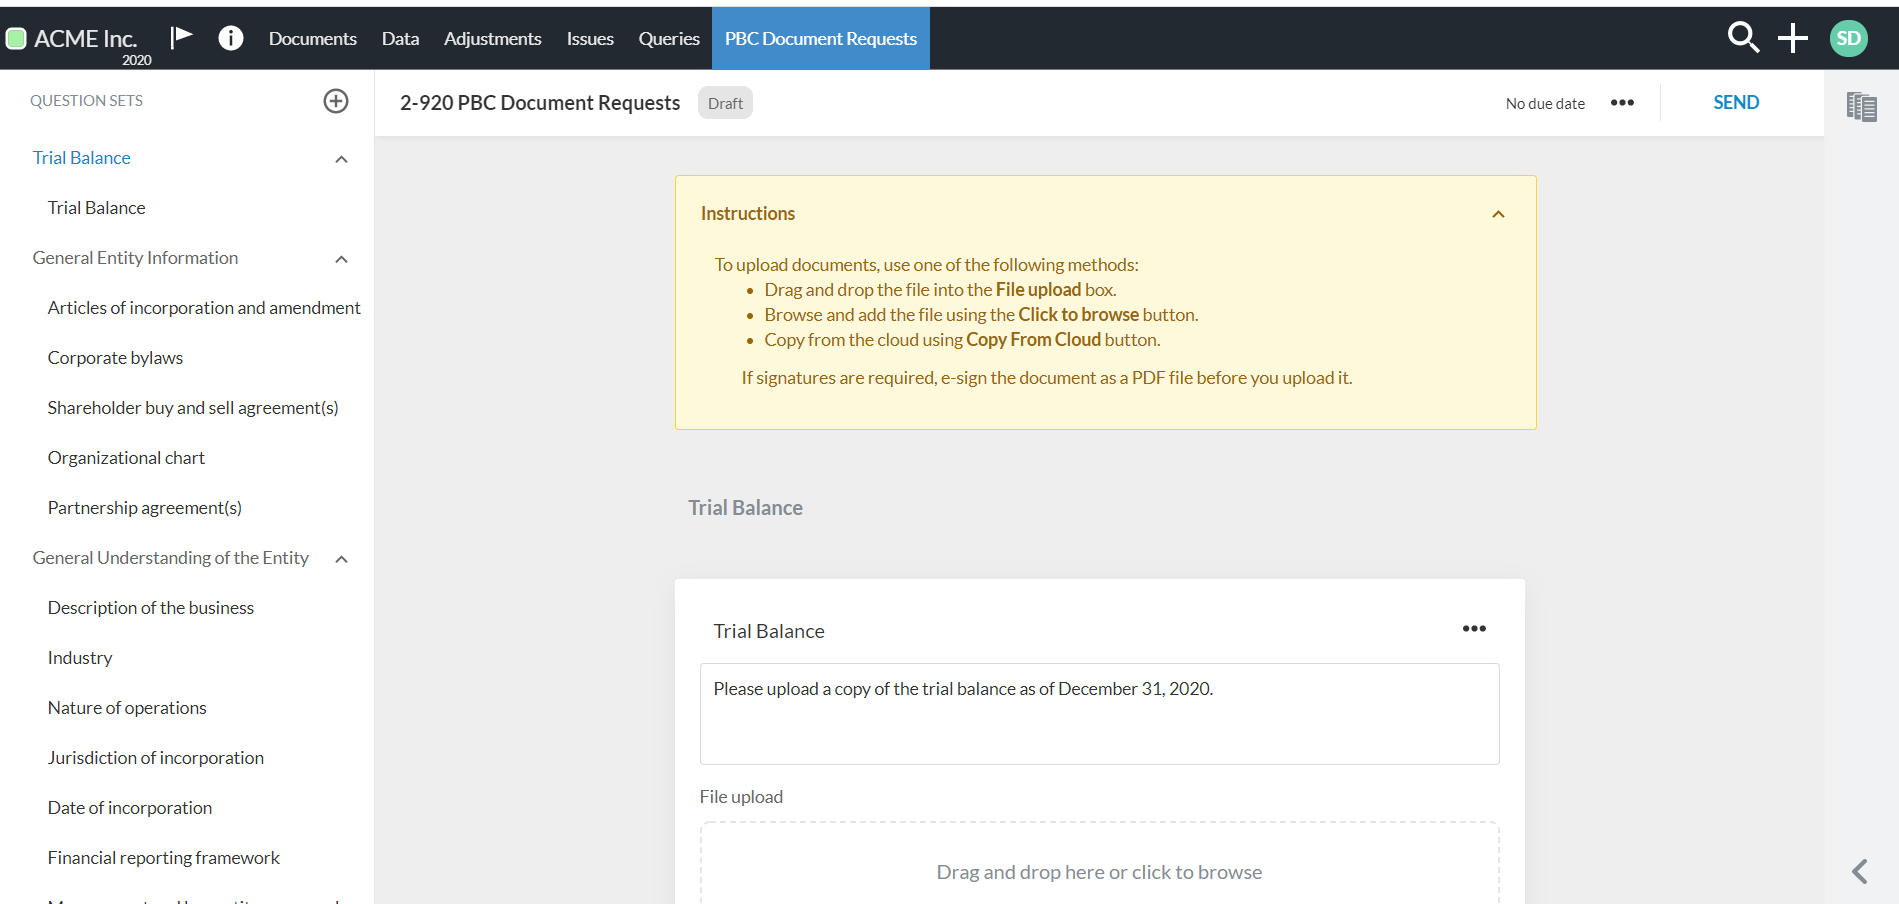 ACME Inc.
2020
Documents
Data
Adjustments
Issues
Queries
PBC Document Requests
SD
QUESTION SETS
Trial Balance
Trial Balance
General Entity Information
Articles of incorporation and amendment
Corporate bylaws
Shareholder buy and sell agreement(s)
Organizational chart
Partnership agreement(s)
General Understanding of the Entity
Description of the business
Industry
Nature of operations
Jurisdiction of incorporation
Date of incorporation
Financial reporting framework
2-920 PBC Document Requests
Draft
No due date
SEND
Instructions
To upload documents, use one of the following methods:
• Drag and drop the file into the File upload box.
• Browse and add the file using the Click to browse button.
• Copy from the cloud using Copy From Cloud button.
If signatures are required, e-sign the document as a PDF file before you upload it.
Trial Balance
Trial Balance
Please upload a copy of the trial balance as of December 31, 2020.
File upload
Drag and drop here or click to browse